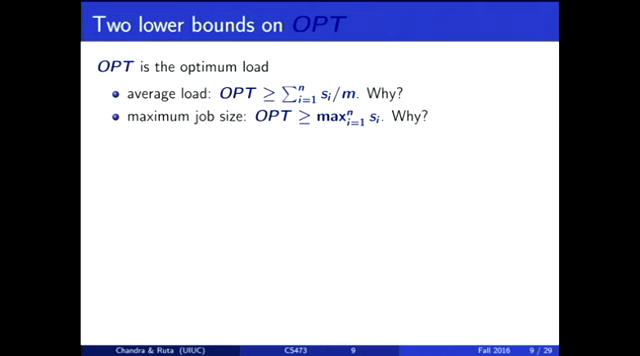 Two lower bounds on OPT
OPT is the optimum load
average load: OPT ≥ ∑ⁿᵢ₌₁ sᵢ/m. Why?
maximum job size: OPT ≥ maxⁿᵢ₌₁ sᵢ. Why?
Chandra & Ruta (UIUC) CS473 9 Fall 2016 9 / 29